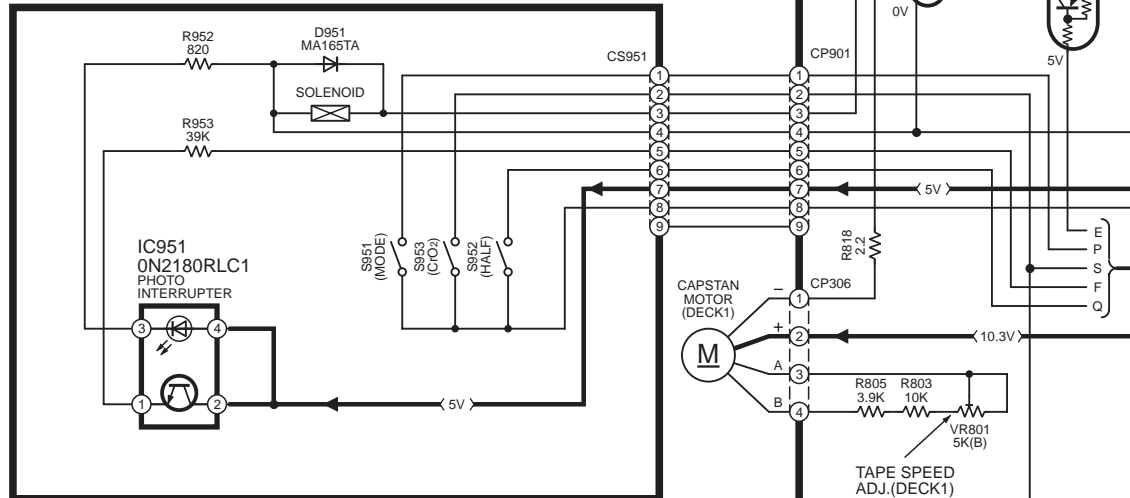 R952
820
D951
MA165TA
SOLENOID
R953
39K
CS951
1
2
3
4
5
6
7
8
9
CP901
1
2
3
4
5
6
7
8
9
0V
5V
5V
IC951
0N2180RLC1
PHOTO
INTERRUPTER
3
4
1
2
5V
S951
(MODE)
S953
(CrO2)
S952
(HALF)
R818
2.2
E
P
S
F
Q
CAPSTAN
MOTOR
(DECK1)
M
−
+
A
B
CP306
1
2
3
4
10.3V
R805
3.9K
R803
10K
VR801
5K(B)
TAPE SPEED
ADJ.(DECK1)